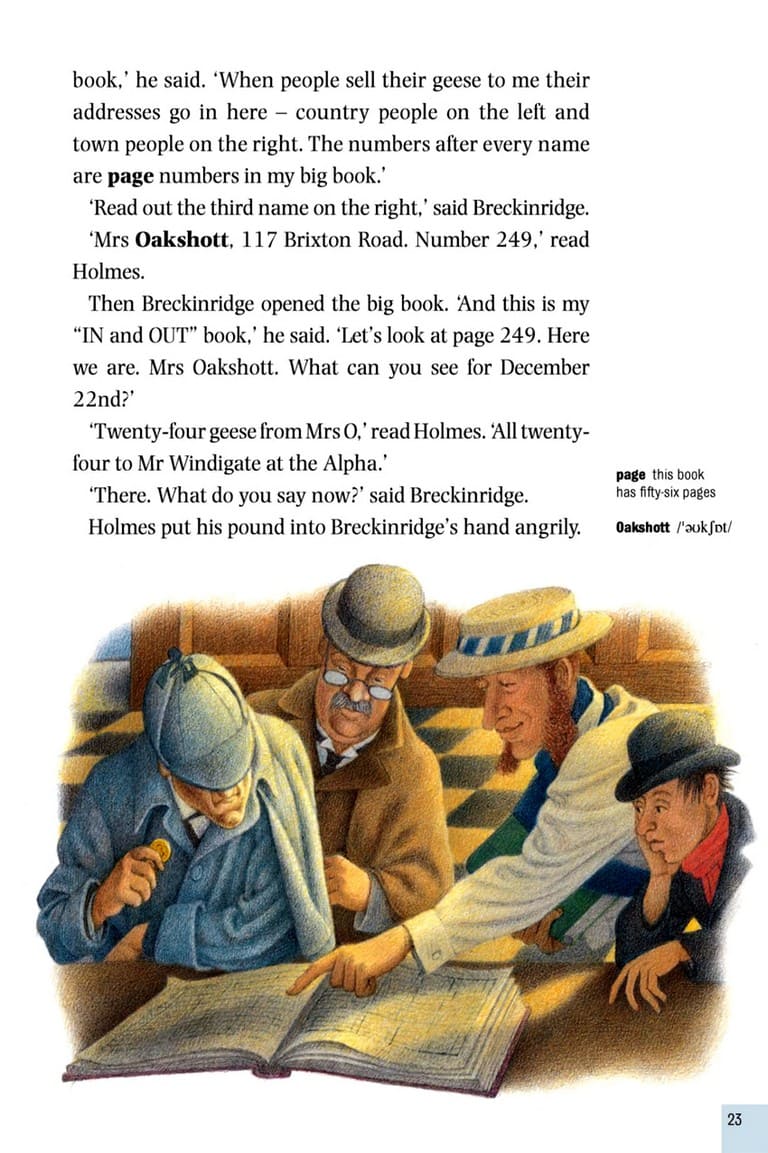 book,’ he said. ‘When people sell their geese to me their
addresses go in here – country people on the left and
town people on the right. The numbers after every name
are page numbers in my big book.’
‘Read out the third name on the right,’ said Breckinridge.
‘Mrs Oakshott, 117 Brixton Road. Number 249,’ read
Holmes.
Then Breckinridge opened the big book. ‘And this is my
“IN and OUT” book,’ he said. ‘Let’s look at page 249. Here
we are. Mrs Oakshott. What can you see for December
22nd?’
‘Twenty-four geese from Mrs O,’ read Holmes. ‘All twenty-
four to Mr Windigate at the Alpha.’
‘There. What do you say now?’ said Breckinridge.
Holmes put his pound into Breckinridge’s hand angrily.
page this book
has fifty-six pages
Oakshott /ˈəʊkʃɒt/
23